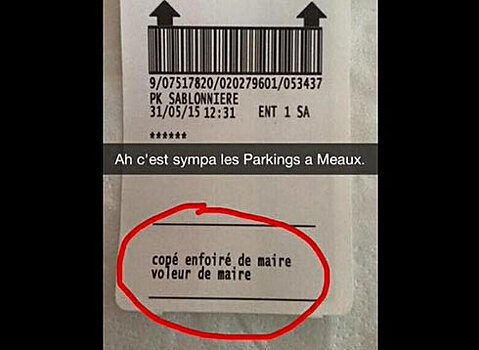 9/07517820/020279601/053437
PK SABLONNIERE
31/05/15 12:31 ENT 1 SA
******
Ah c'est sympa les Parkings a Meaux.
copé enfoiré de maire
voleur de maire